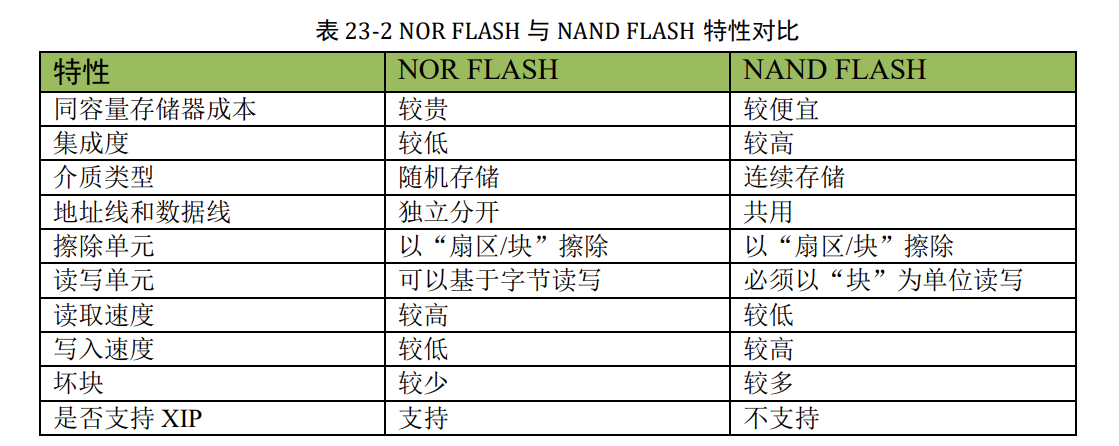 表 23-2 NOR FLASH 与 NAND FLASH 特性对比
特性 NOR FLASH NAND FLASH
同容量存储器成本 较贵 较便宜
集成度 较低 较高
介质类型 随机存储 连续存储
地址线和数据线 独立分开 共用
擦除单元 以“扇区/块”擦除 以“扇区/块”擦除
读写单元 可以基于字节读写 必须以“块”为单位读写
读取速度 较高 较低
写入速度 较低 较高
坏块 较少 较多
是否支持 XIP 支持 不支持